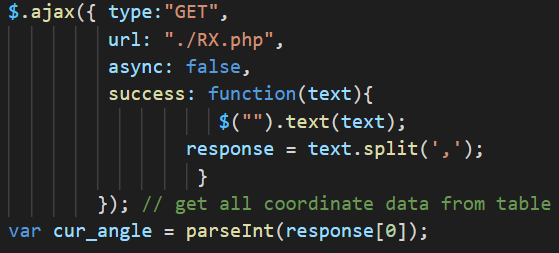 $.ajax({ type:"GET",
url: "./RX.php",
async: false,
success: function(text){
$("").text(text);
response = text.split(',');
}
}); // get all coordinate data from table
var cur_angle = parseInt(response[0]);